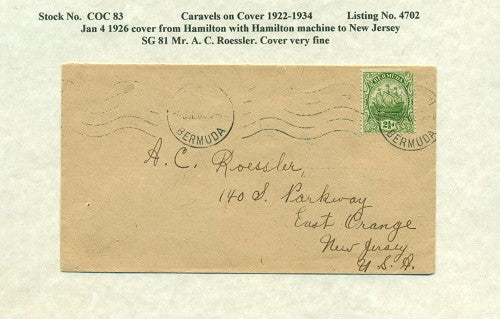 Stock No. COC 83 Caravels on Cover 1922-1934 Listing No. 4702
Jan 4 1926 cover from Hamilton with Hamilton machine to New Jersey
SG 81 Mr. A. C. Roessler. Cover very fine
BERMUDA
BERMUDA
2½d
BERMUDA
A. C. Roessler,
140 S. Parkway
East Orange
New Jersey
U. S. A.